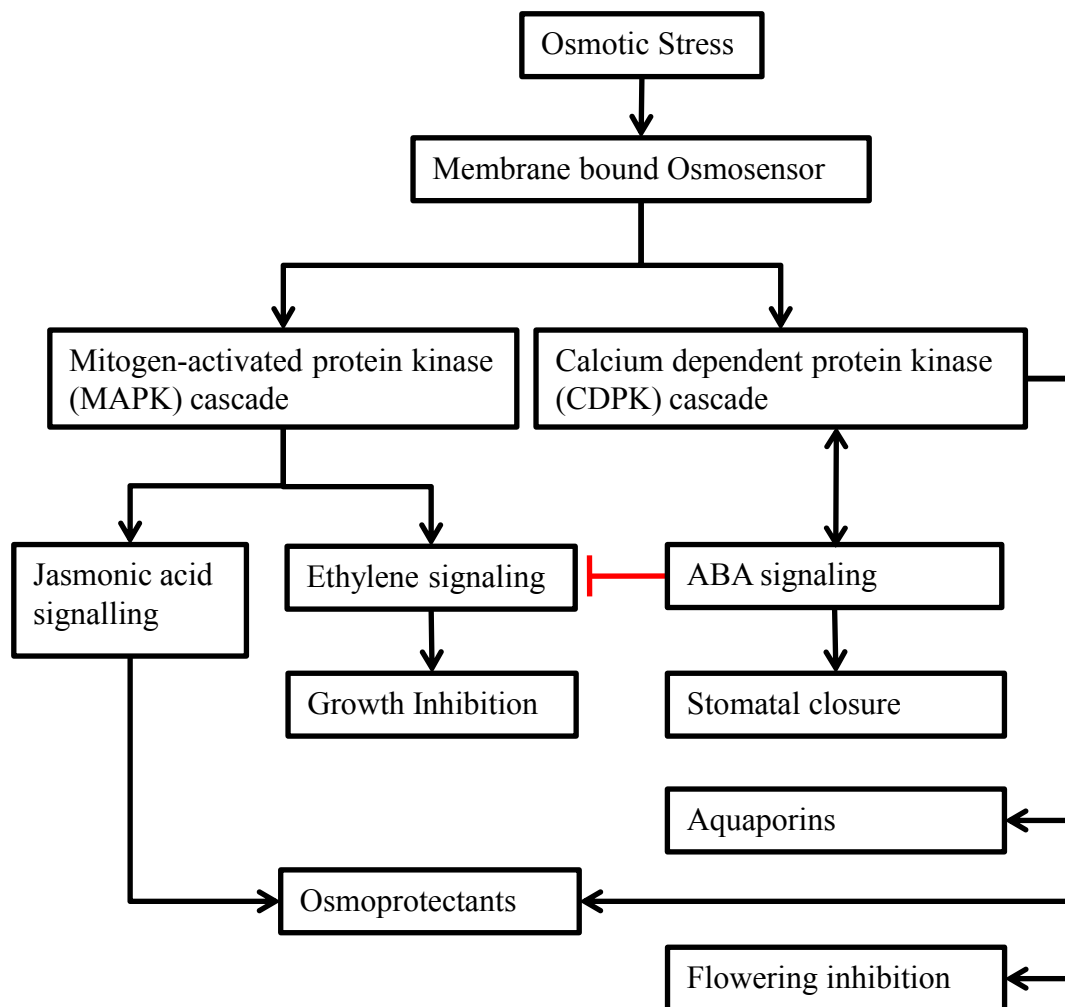 Osmotic Stress
Membrane bound Osmosensor
Mitogen-activated protein kinase
(MAPK) cascade
Calcium dependent protein kinase
(CDPK) cascade
Jasmonic acid
signalling
Ethylene signaling
ABA signaling
Growth Inhibition
Stomatal closure
Aquaporins
Osmoprotectants
Flowering inhibition